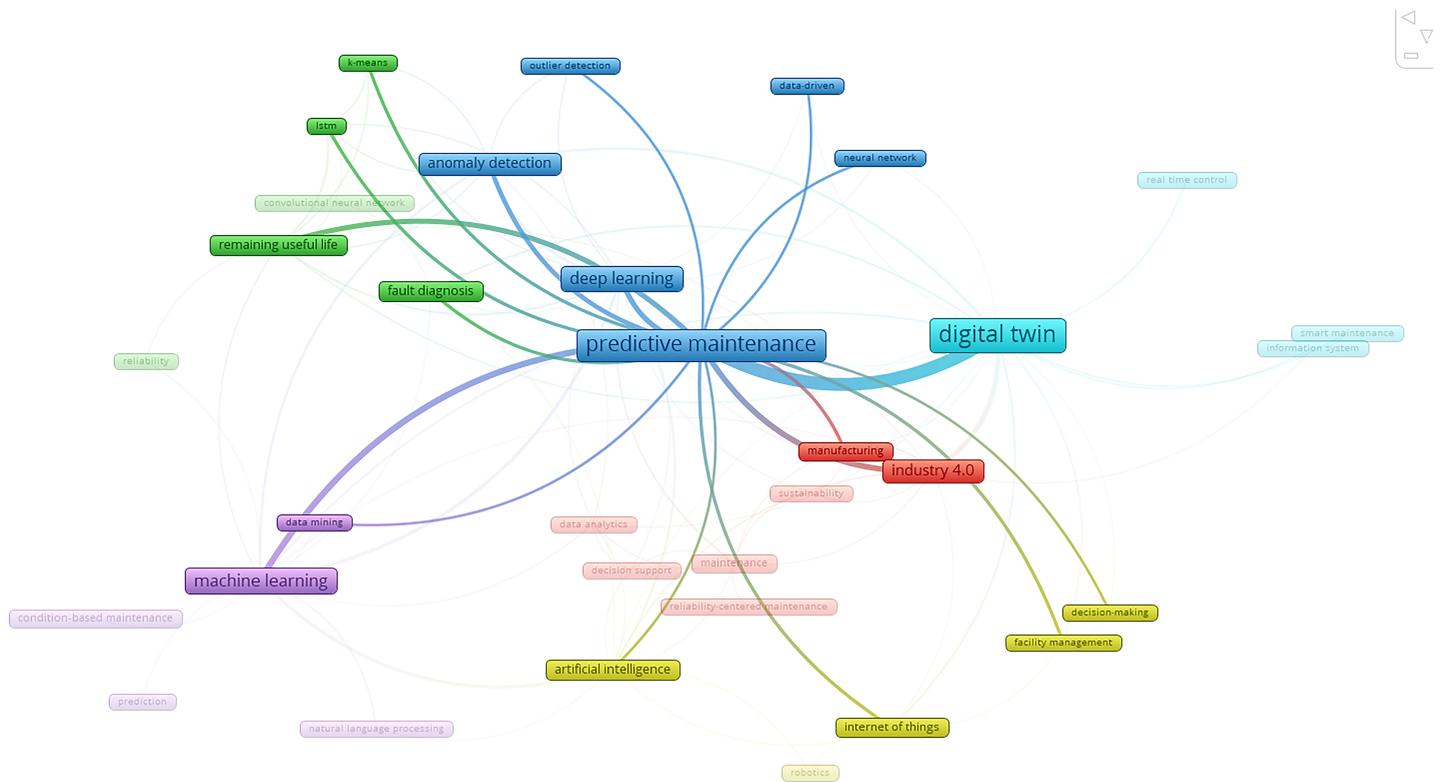 k-means
outlier detection
data-driven
lstm
anomaly detection
neural network
real time control
convolutional neural network
remaining useful life
deep learning
fault diagnosis
predictive maintenance
digital twin
smart maintenance
information system
reliability
manufacturing
industry 4.0
sustainability
data mining
data analytics
maintenance
decision support
machine learning
reliability-centered maintenance
condition-based maintenance
decision-making
facility management
artificial intelligence
prediction
natural language processing
internet of things
robotics